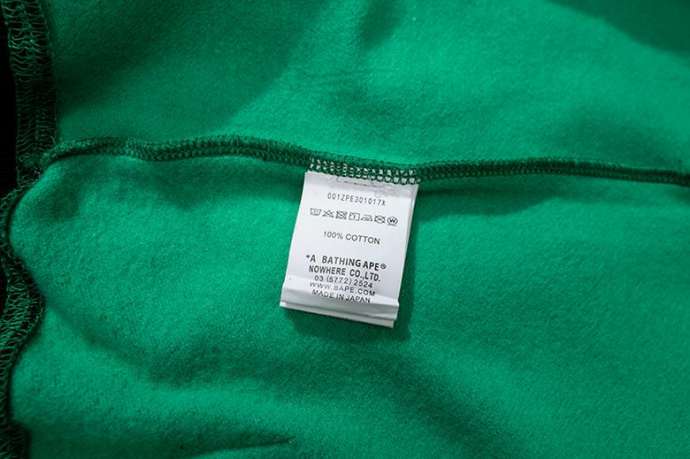 001ZPE301017X
100% COTTON
"A BATHING APE®
NOWHERE CO.,LTD.
03 (5772) 2524
WWW.BAPE.COM
MADE IN JAPAN